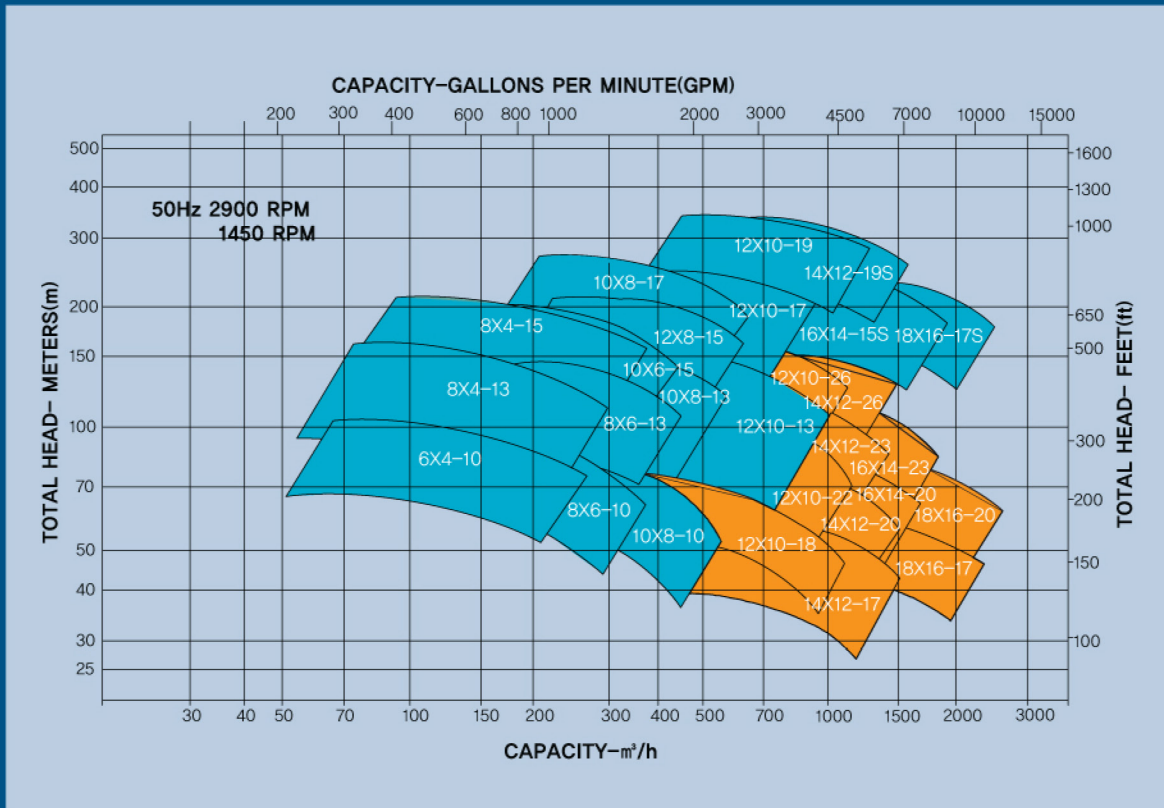 CAPACITY-GALLONS PER MINUTE(GPM)
200 300 400 600 800 1000 2000 3000 4500 7000 10000 15000
500
400
300
200
150
100
70
50
40
30
25
TOTAL HEAD- METERS(m)
50Hz 2900 RPM
1450 RPM
12X10-19
14X12-19S
10X8-17
12X10-17
16X14-15S
18X16-17S
8X4-15
12X8-15
10X6-15
12X10-26
8X4-13
10X8-13
14X12-26
8X6-13
12X10-13
14X12-23
6X4-10
16X14-23
12X10-22
16X14-20
8X6-10
18X16-20
14X12-20
10X8-10
12X10-18
18X16-17
14X12-17
1600
1300
1000
650
500
300
200
150
100
TOTAL HEAD- FEET(ft)
30 40 50 70 100 150 200 300 400 500 700 1000 1500 2000 3000
CAPACITY-m³/h